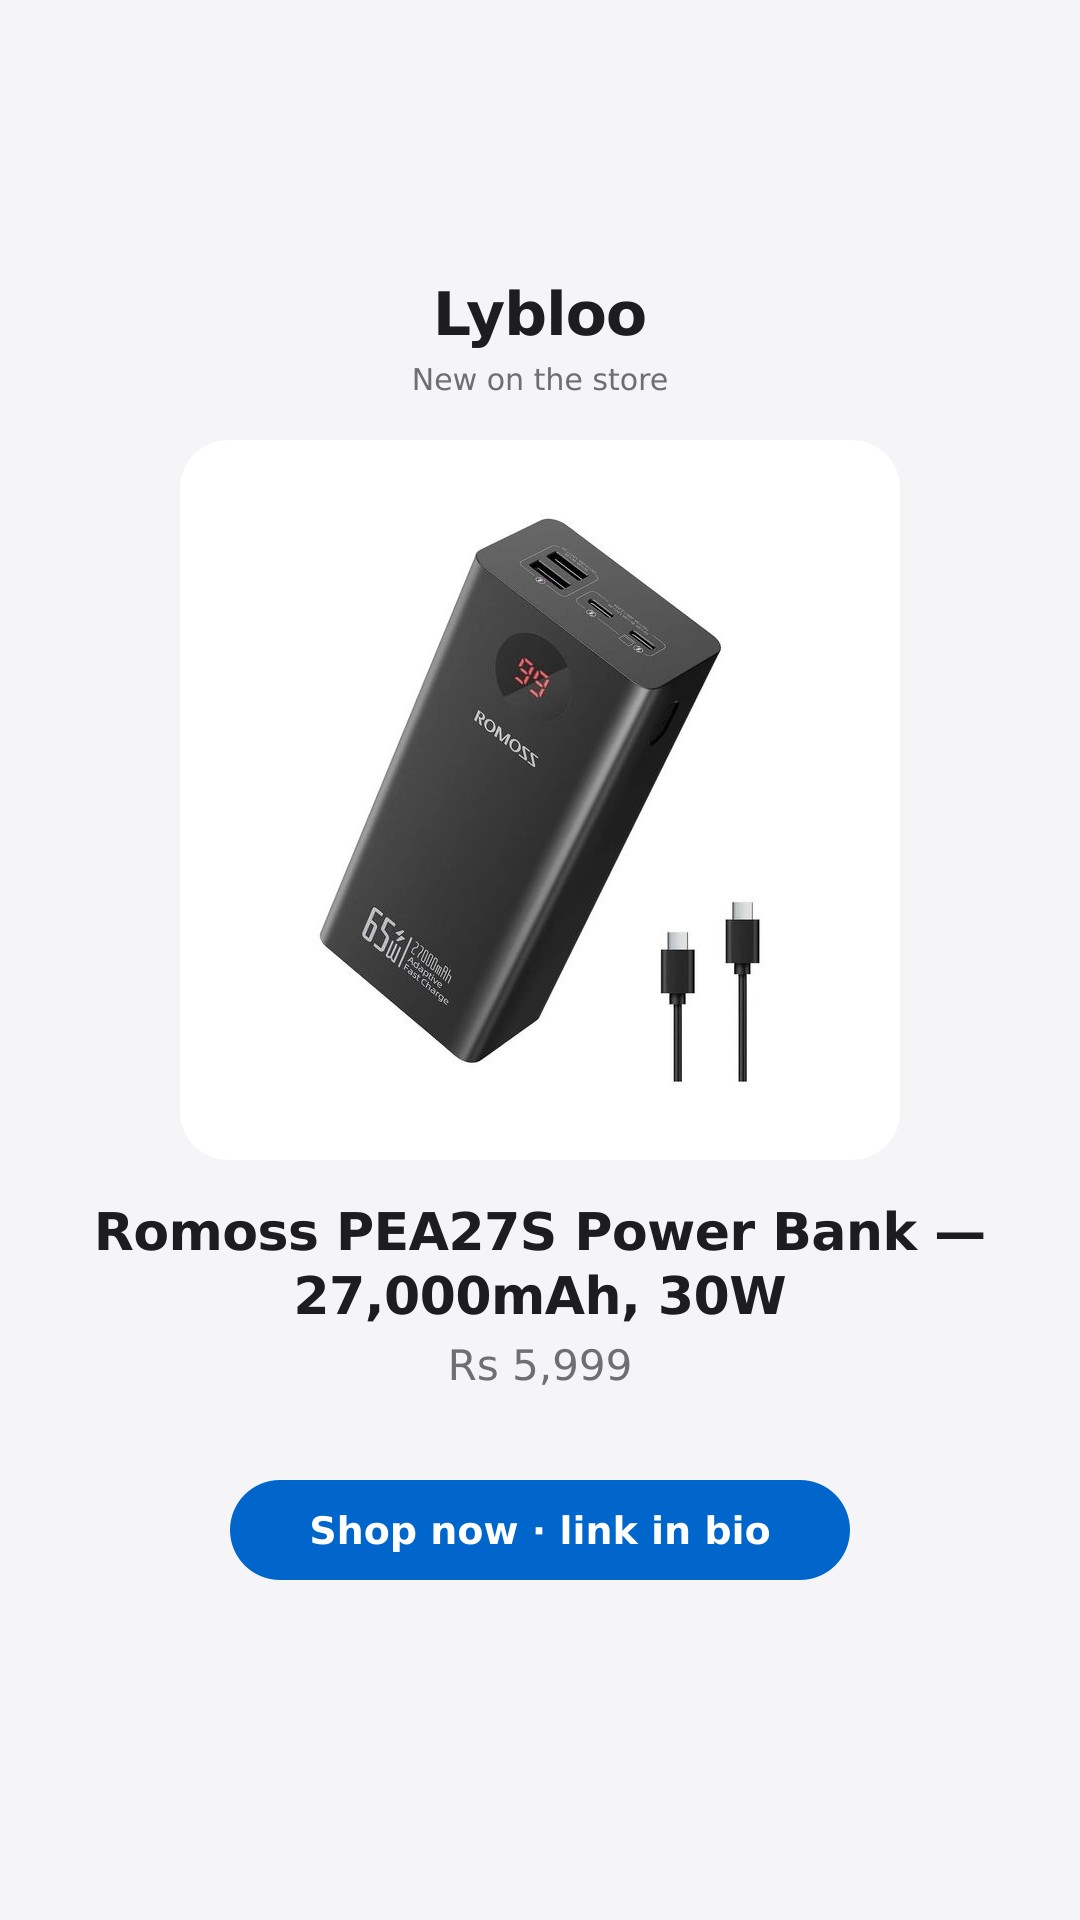 Lybloo
New on the store
99
ROMOSS
65W
27000mAh
Adaptive
Fast Charge
Romoss PEA27S Power Bank —
27,000mAh, 30W
Rs 5,999
Shop now · link in bio